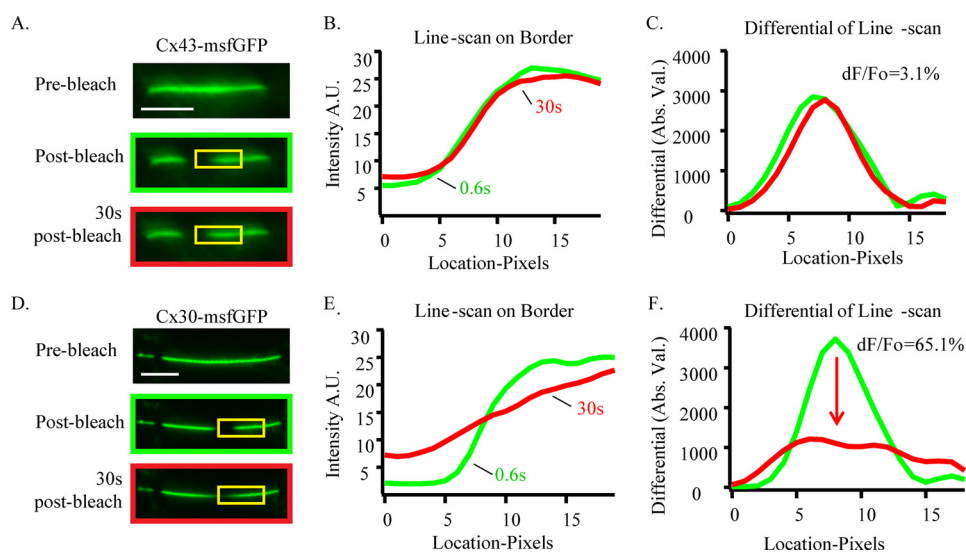 A.
Cx43-msfGFP
Pre-bleach
Post-bleach
30s
post-bleach
B.
Line-scan on Border
Intensity A.U.
30
25
20
15
10
5
30s
0.6s
0
5
10
15
Location-Pixels
C.
Differential of Line -scan
dF/Fo=3.1%
Differential (Abs. Val.)
4000
3000
2000
1000
0
0
5
10
15
Location-Pixels
D.
Cx30-msfGFP
Pre-bleach
Post-bleach
30s
post-bleach
E.
Line-scan on Border
Intensity A.U.
30
25
20
15
10
5
30s
0.6s
0
5
10
15
Location-Pixels
F.
Differential of Line -scan
dF/Fo=65.1%
Differential (Abs. Val.)
4000
3000
2000
1000
0
0
5
10
15
Location-Pixels